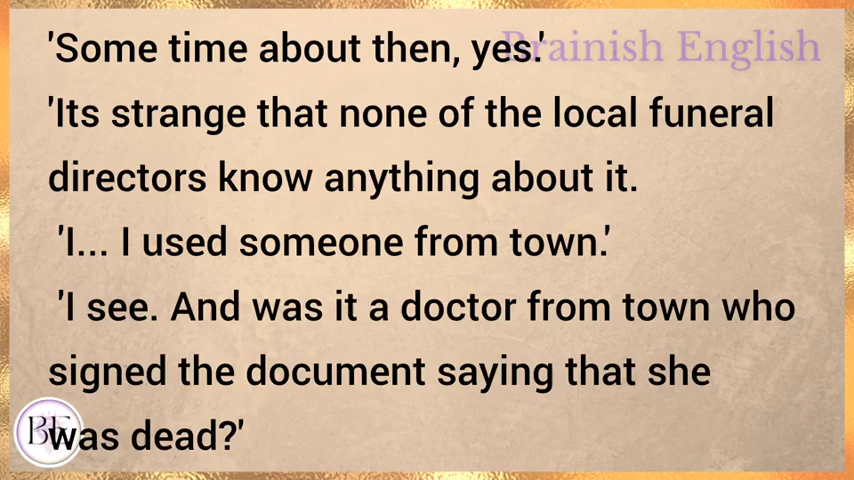 'Some time about then, yes.'
Brainish English
'Its strange that none of the local funeral
directors know anything about it.
'I... I used someone from town.'
'I see. And was it a doctor from town who
signed the document saying that she
was dead?'
BE